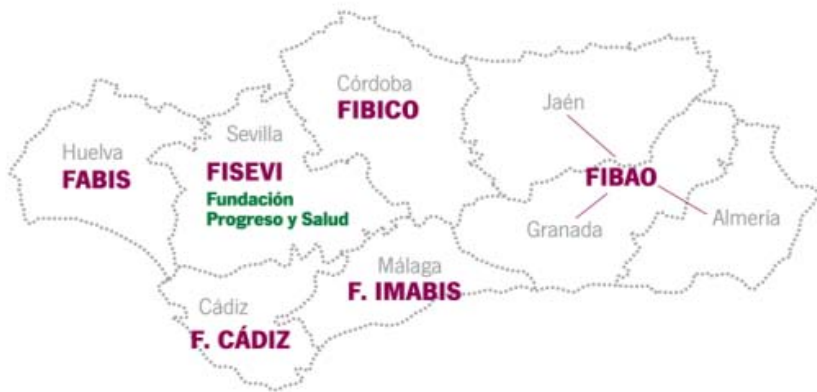 Córdoba
FIBICO
Jaén
Sevilla
Huelva
FABIS
FISEVI
Fundación
Progreso y Salud
FIBAO
Granada
Almería
Málaga
F. IMABIS
Cádiz
F. CÁDIZ